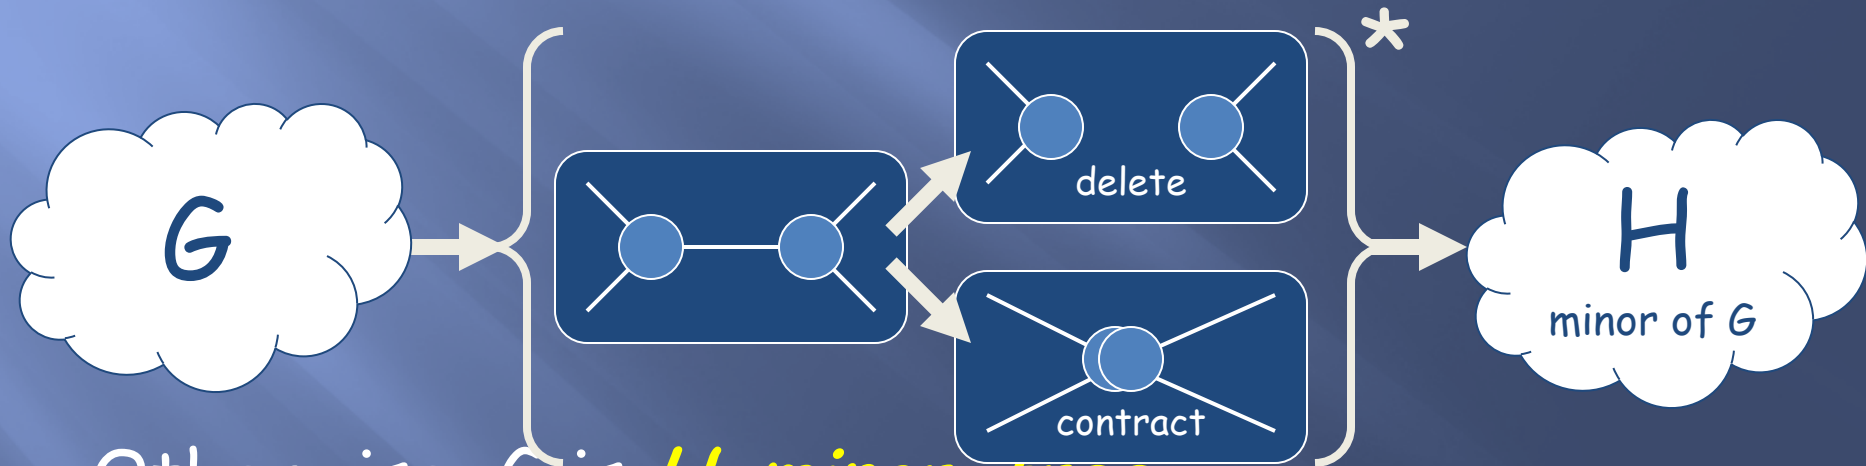 *
delete
G
H
minor of G
contract